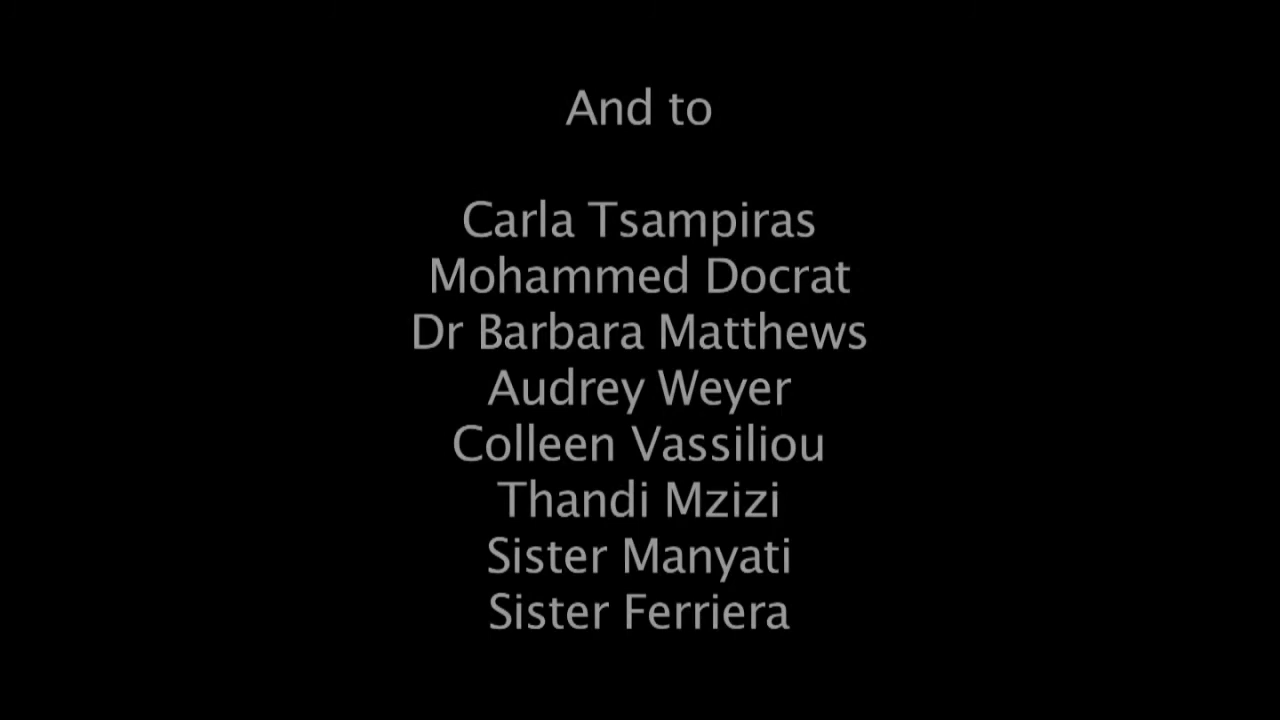 And to
Carla Tsampiras
Mohammed Docrat
Dr Barbara Matthews
Audrey Weyer
Colleen Vassiliou
Thandi Mzizi
Sister Manyati
Sister Ferriera